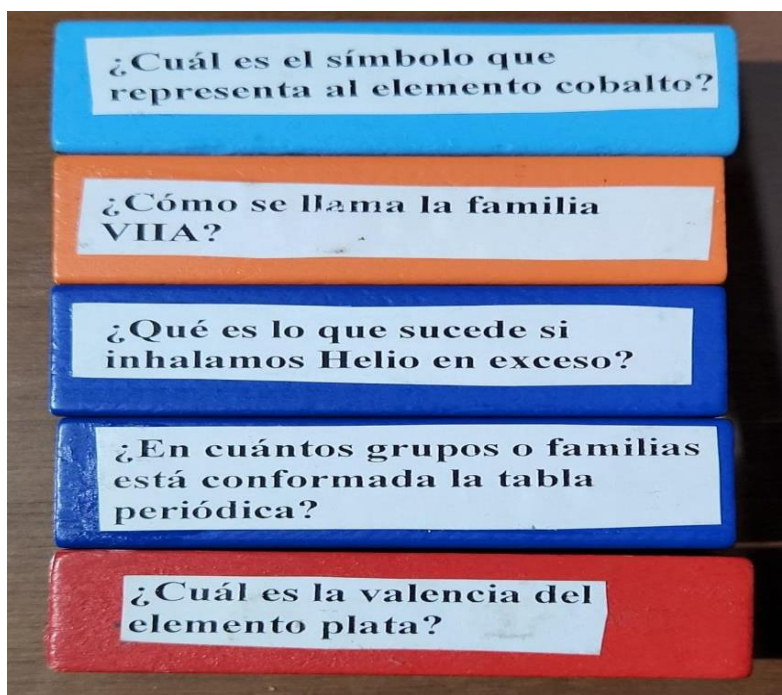 ¿Cuál es el símbolo que
representa al elemento cobalto?
¿Cómo se llama la familia
VIIA?
¿Qué es lo que sucede si
inhalamos Helio en exceso?
¿En cuántos grupos o familias
está conformada la tabla
periódica?
¿Cuál es la valencia del
elemento plata?